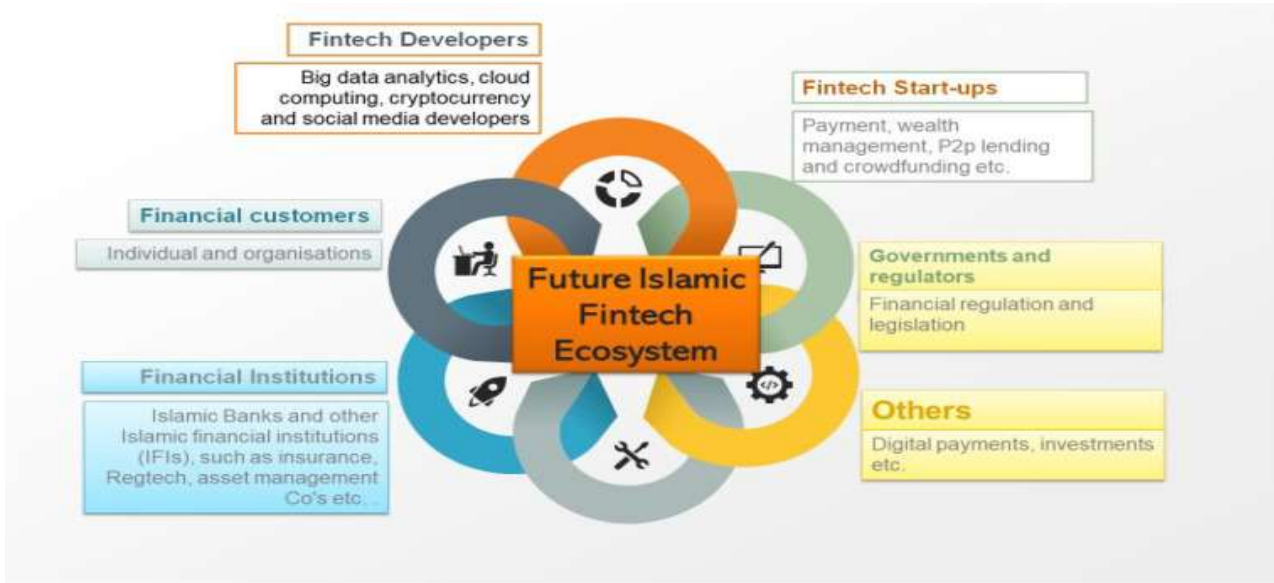 Fintech Developers
Big data analytics, cloud
computing, cryptocurrency
and social media developers
Fintech Start-ups
Payment, wealth
management, P2p lending
and crowdfunding etc.
Financial customers
Individual and organisations
Future Islamic
Fintech
Ecosystem
Governments and
regulators
Financial regulation and
legislation
Financial Institutions
Islamic Banks and other
Islamic financial institutions
(IFIs), such as insurance,
Regtech, asset management
Co's etc. .
Others
Digital payments, investments
etc.